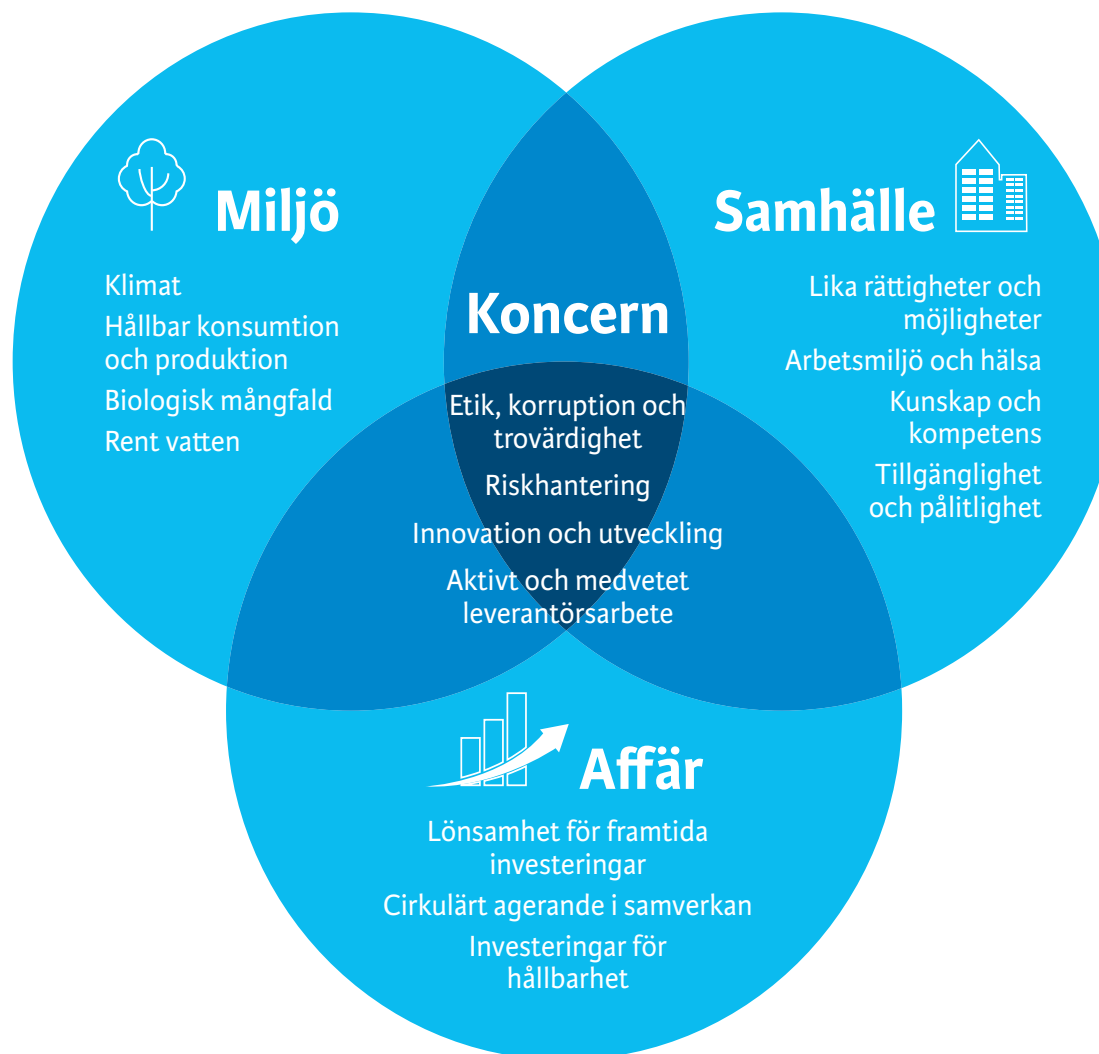 Miljö
Klimat
Hållbar konsumtion
och produktion
Biologisk mångfald
Rent vatten
Samhälle
Lika rättigheter och
möjligheter
Arbetsmiljö och hälsa
Kunskap och
kompetens
Tillgänglighet
och pålitlighet
Koncern
Etik, korruption och
trovärdighet
Riskhantering
Innovation och utveckling
Aktivt och medvetet
leverantörsarbete
Affär
Lönsamhet för framtida
investeringar
Cirkulärt agerande i samverkan
Investeringar för
hållbarhet